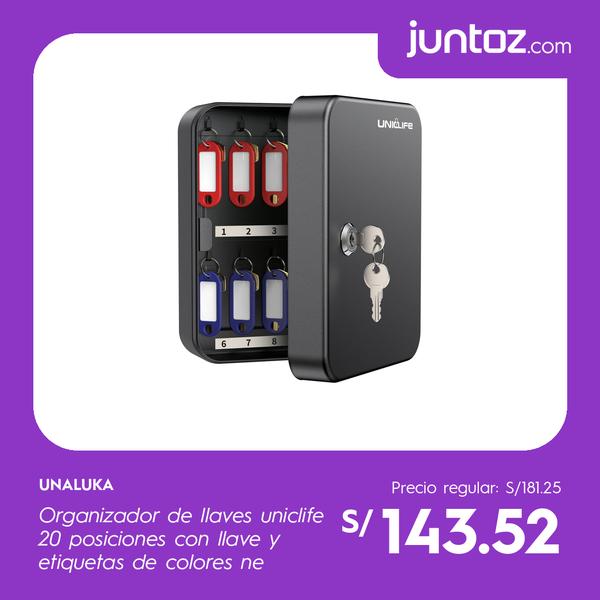 juntoz.com
UNICLIFE
1 2 3
6 7 8
UNALUKA
Organizador de llaves uniclife
20 posiciones con llave y
etiquetas de colores ne
Precio regular: S/181.25
S/143.52